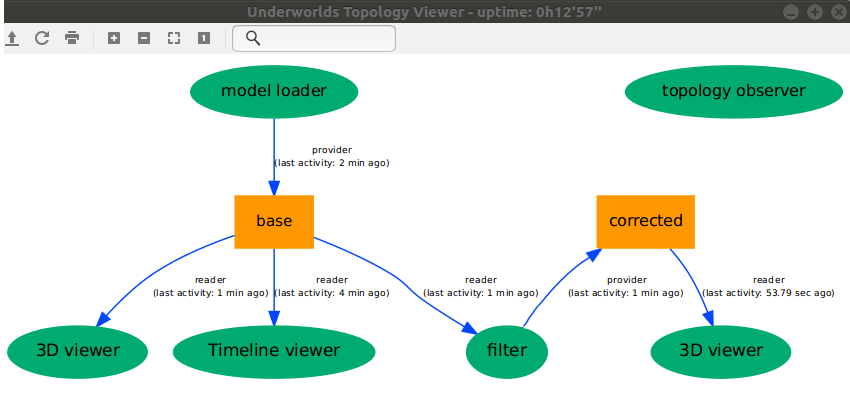 Underworlds Topology Viewer - uptime: 0h12'57"
1
model loader
topology observer
provider
(last activity: 2 min ago)
base
corrected
reader
(last activity: 1 min ago)
reader
(last activity: 4 min ago)
reader
(last activity: 1 min ago)
provider
(last activity: 1 min ago)
reader
(last activity: 53.79 sec ago)
3D viewer
Timeline viewer
filter
3D viewer